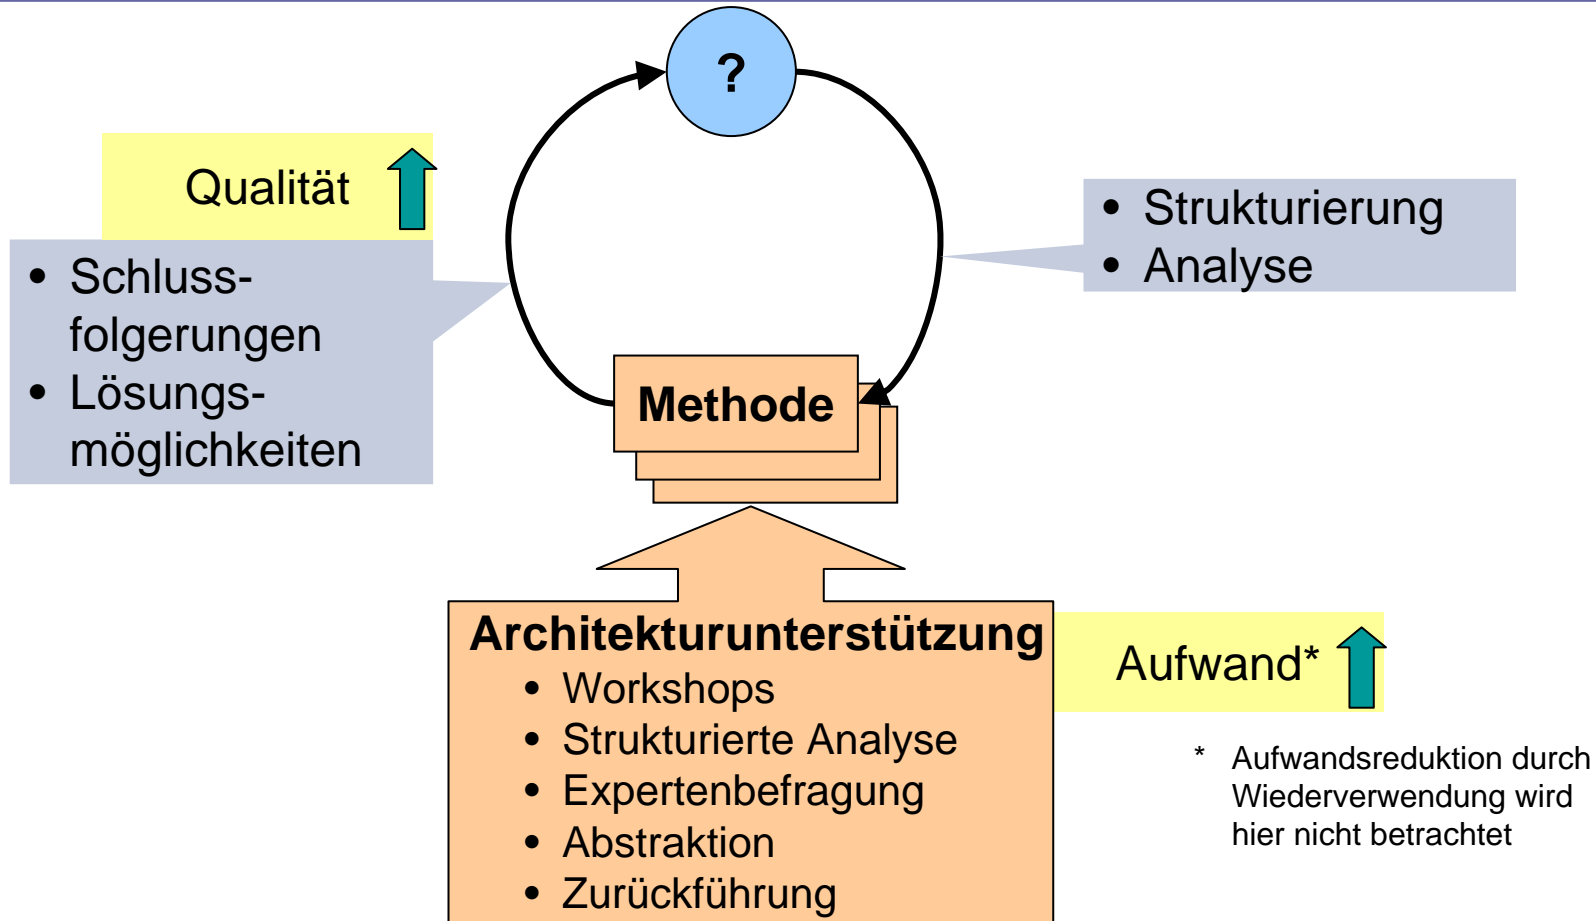 ?
Qualität
• Schluss-
folgerungen
• Lösungs-
möglichkeiten
• Strukturierung
• Analyse
Methode
Architekturunterstützung
• Workshops
• Strukturierte Analyse
• Expertenbefragung
• Abstraktion
• Zurückführung
Aufwand*
* Aufwandsreduktion durch
Wiederverwendung wird
hier nicht betrachtet